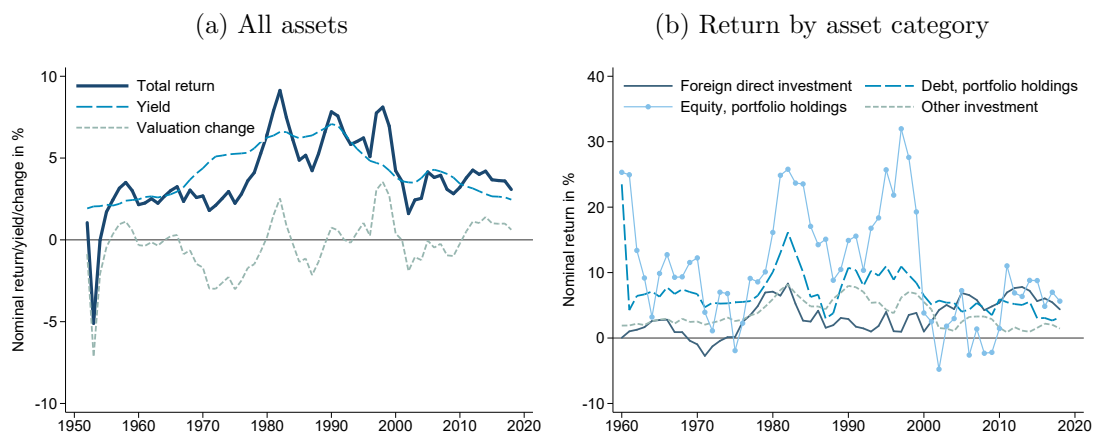 (a) All assets
Nominal return/yield/change in %
10
5
0
-5
-10
Total return
Yield
Valuation change
1950 1960 1970 1980 1990 2000 2010 2020
(b) Return by asset category
Nominal return in %
40
30
20
10
0
-10
Foreign direct investment Debt, portfolio holdings
Equity, portfolio holdings Other investment
1960 1970 1980 1990 2000 2010 2020